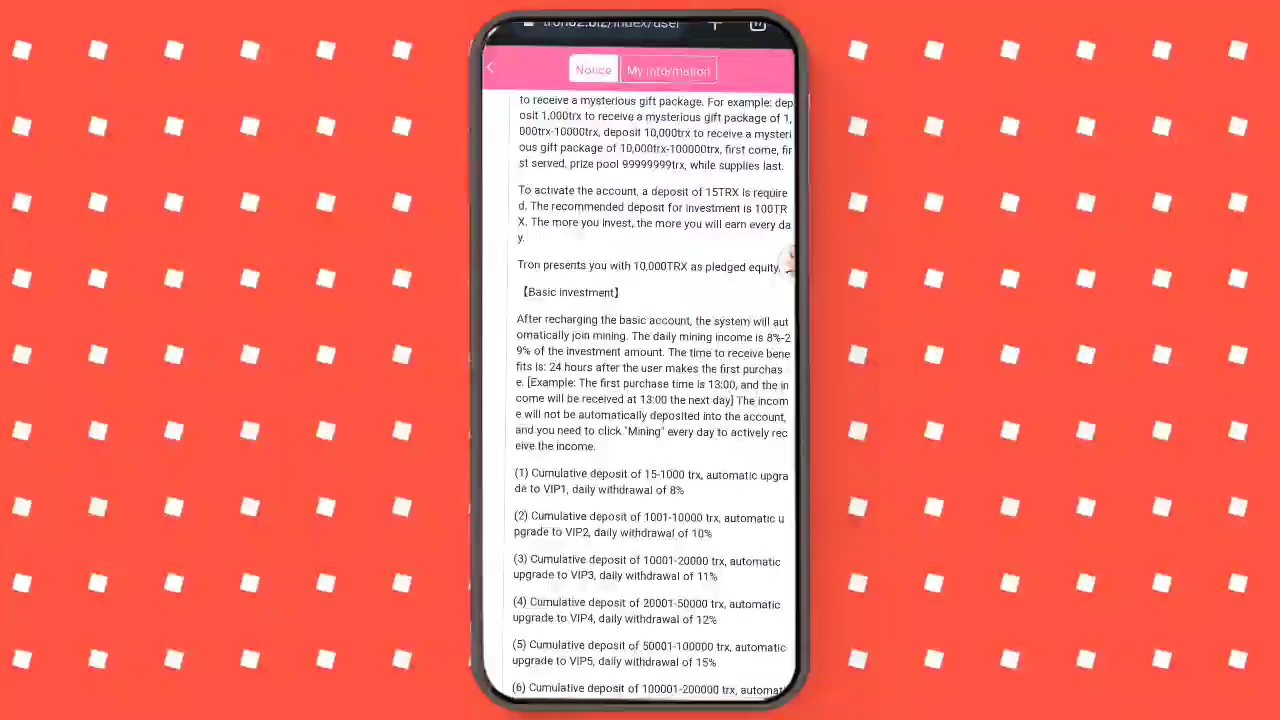 Notice My information
to receive a mysterious gift package. For example: dep
osit 1,000trx to receive a mysterious gift package of 1,
000trx-10000trx, deposit 10,000trx to receive a mysteri
ous gift package of 10,000trx-100000trx, first come, fir
st served, prize pool 99999999trx, while supplies last.
To activate the account, a deposit of 15TRX is require
d. The recommended deposit for investment is 100TR
X. The more you invest, the more you will earn every da
y.
Tron presents you with 10,000TRX as pledged equity.
【Basic investment】
After recharging the basic account, the system will aut
omatically join mining. The daily mining income is 8%-2
9% of the investment amount. The time to receive bene
fits is: 24 hours after the user makes the first purchas
e. [Example: The first purchase time is 13:00, and the in
come will be received at 13:00 the next day] The incom
e will not be automatically deposited into the account,
and you need to click "Mining" every day to actively rec
eive the income.
(1) Cumulative deposit of 15-1000 trx, automatic upgra
de to VIP1, daily withdrawal of 8%
(2) Cumulative deposit of 1001-10000 trx, automatic u
pgrade to VIP2, daily withdrawal of 10%
(3) Cumulative deposit of 10001-20000 trx, automatic
upgrade to VIP3, daily withdrawal of 11%
(4) Cumulative deposit of 20001-50000 trx, automatic
upgrade to VIP4, daily withdrawal of 12%
(5) Cumulative deposit of 50001-100000 trx, automatic
upgrade to VIP5, daily withdrawal of 15%
(6) Cumulative deposit of 100001-200000 trx, automat